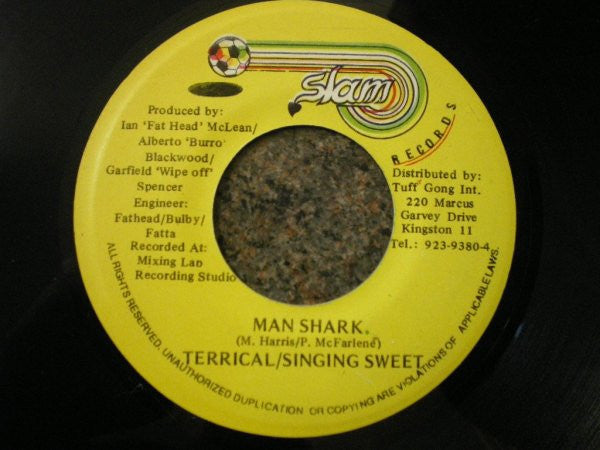 slam
RECORDS
Produced by:
Ian 'Fat Head' McLean/
Alberto 'Burro'
Blackwood/
Garfield 'Wipe off'
Spencer
Engineer:
Fathead/Bulby/
Fatta
Recorded At:
Mixing Lab
Recording Studio
Distributed by:
Tuff Gong Int.
220 Marcus
Garvey Drive
Kingston 11
Tel.: 923-9380-4
MAN SHARK.
(M. Harris/P. McFarlene)
TERRICAL/SINGING SWEET
ALL RIGHTS RESERVED. UNAUTHORIZED DUPLICATION OR COPYING ARE VIOLATIONS OF APPLICABLE LAWS.